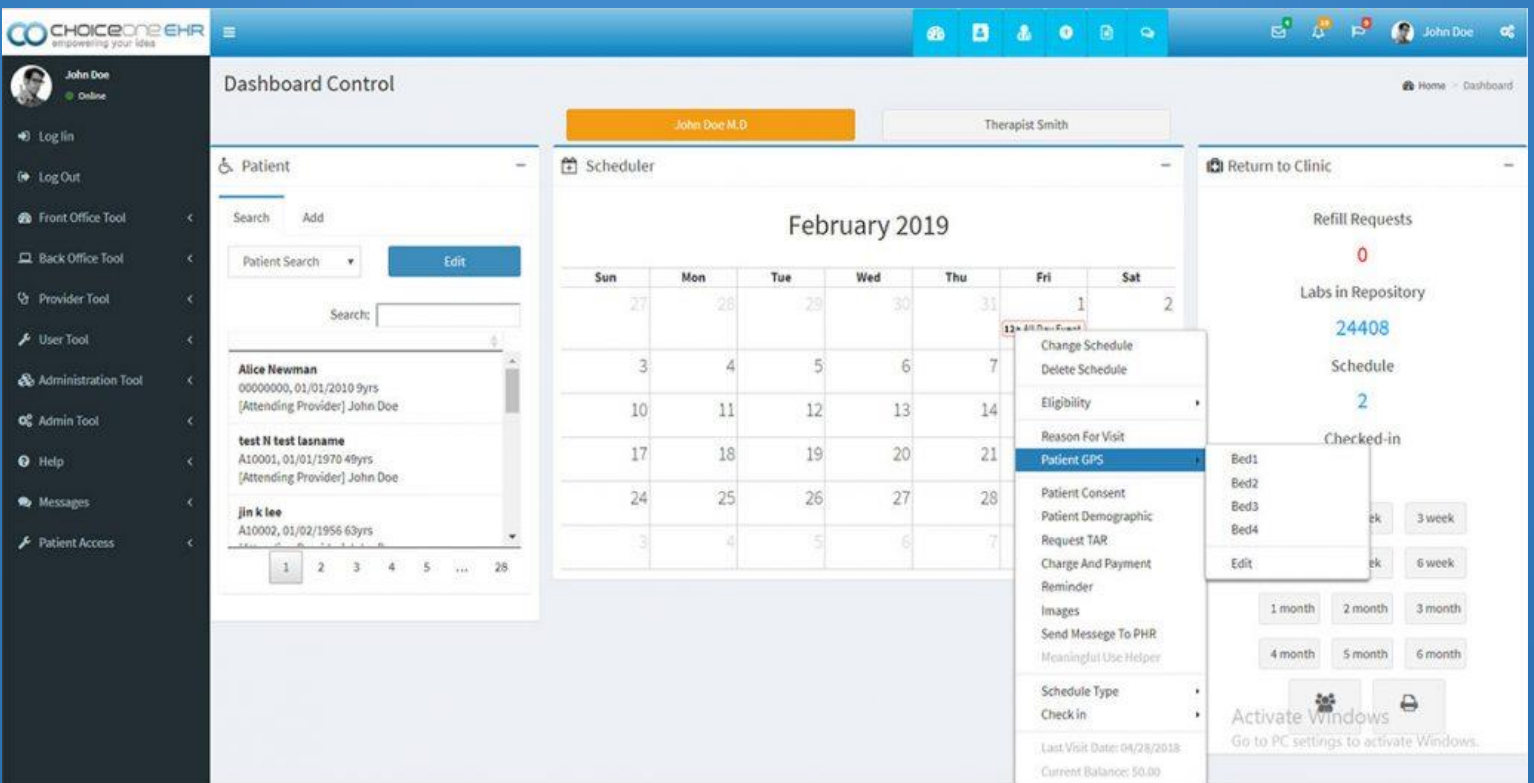 CHOICEONE EHR
empowering your idea
John Doe
John Doe
Online
Log Iin
Log Out
Front Office Tool
Back Office Tool
Provider Tool
User Tool
Administration Tool
Admin Tool
Help
Messages
Patient Access
Dashboard Control
Home > Dashboard
John Doe M.D
Therapist Smith
Patient
Search Add
Patient Search Edit
Search:
Alice Newman
00000000, 01/01/2010 9yrs
[Attending Provider] John Doe
test N test lasname
A10001, 01/01/1970 49yrs
[Attending Provider] John Doe
jin k lee
A10002, 01/02/1956 63yrs
1 2 3 4 5 ... 28
Scheduler
February 2019
Sun Mon Tue Wed Thu Fri Sat
27 28 29 30 31 1 2
12a All Day Event
3 4 5 6 7
10 11 12 13 14
17 18 19 20 21
24 25 26 27 28
3 4 5 6 7
Change Schedule
Delete Schedule
Eligibility
Reason For Visit
Patient GPS
Patient Consent
Patient Demographic
Request TAR
Charge And Payment
Reminder
Images
Send Messege To PHR
Meaningful Use Helper
Schedule Type
Check in
Last Visit Date: 04/28/2018
Current Balance: $0.00
Bed1
Bed2
Bed3
Bed4
Edit
Return to Clinic
Refill Requests
0
Labs in Repository
24408
Schedule
2
Checked-in
ek 3 week
ek 6 week
1 month 2 month 3 month
4 month 5 month 6 month
Activate Windows
Go to PC settings to activate Windows.